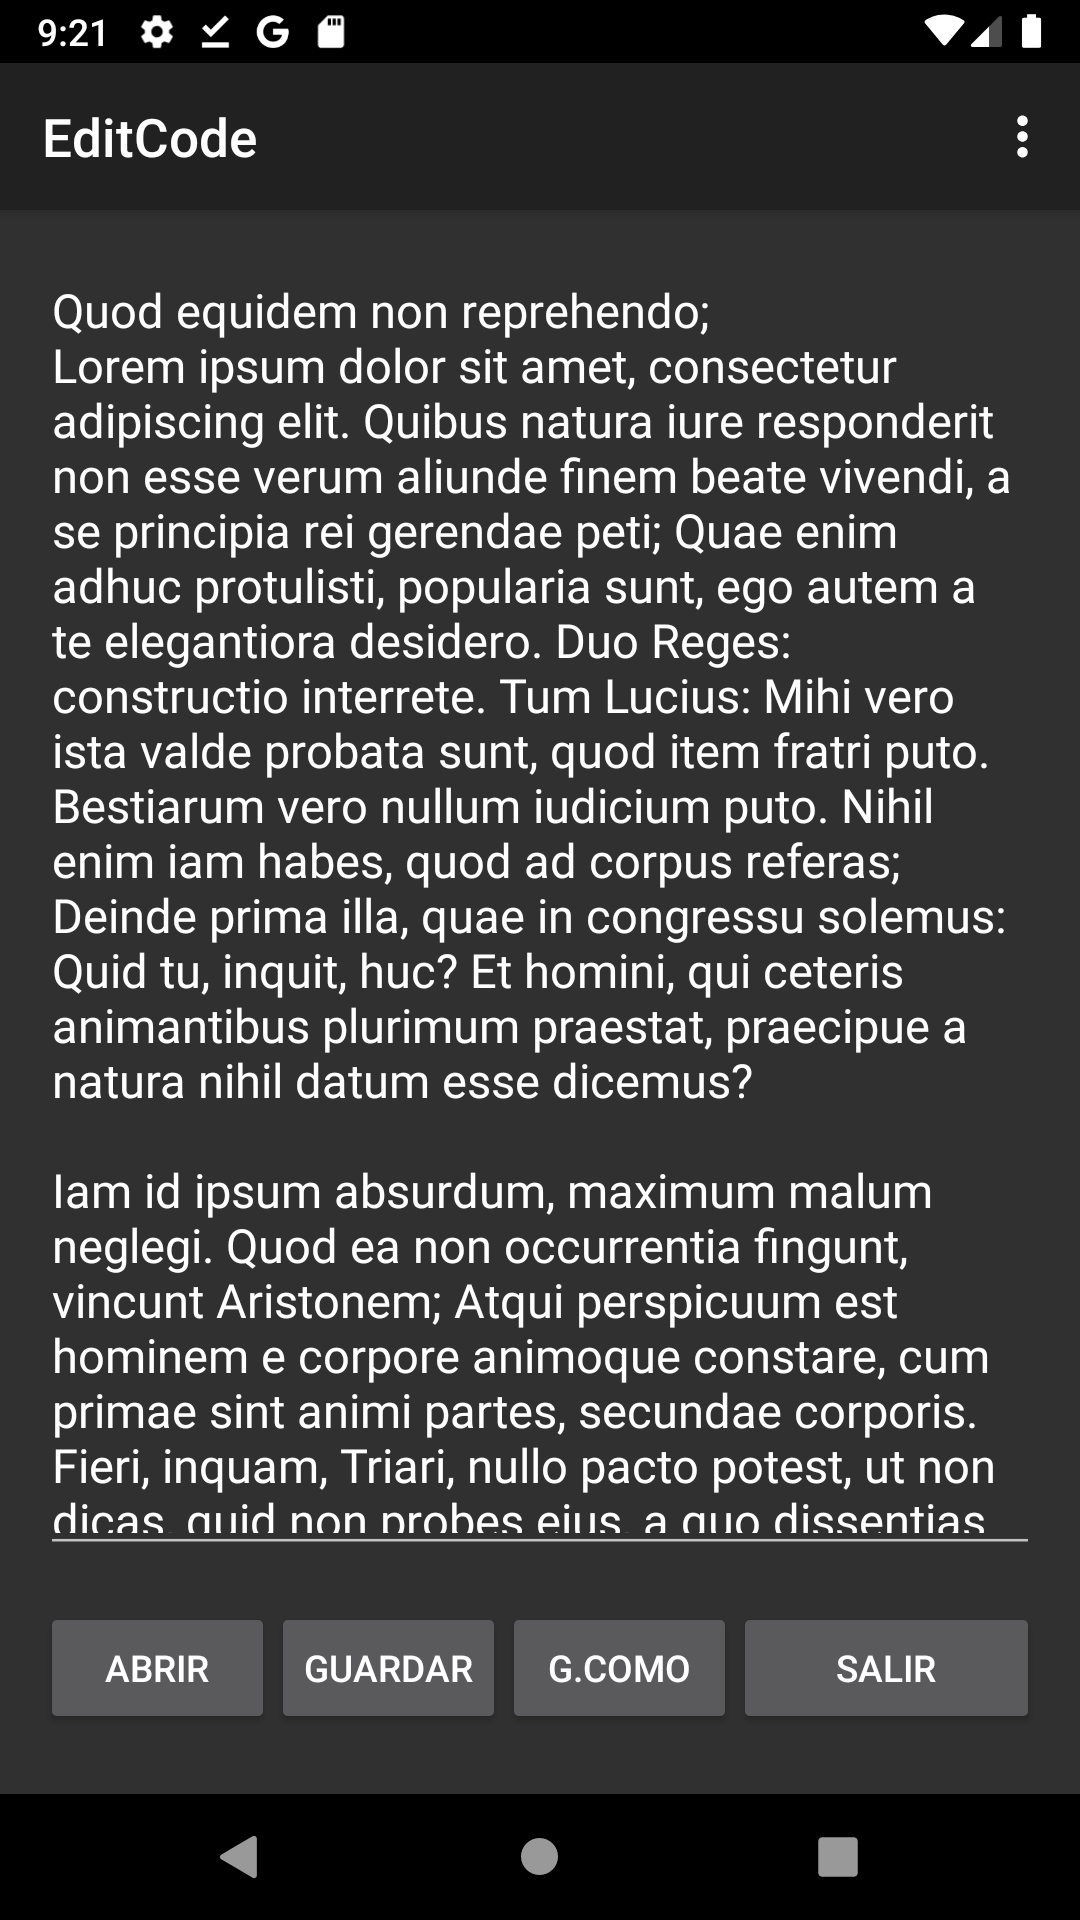 9:21
EditCode
Quod equidem non reprehendo;
Lorem ipsum dolor sit amet, consectetur
adipiscing elit. Quibus natura iure responderit
non esse verum aliunde finem beate vivendi, a
se principia rei gerendae peti; Quae enim
adhuc protulisti, popularia sunt, ego autem a
te elegantiora desidero. Duo Reges:
constructio interrete. Tum Lucius: Mihi vero
ista valde probata sunt, quod item fratri puto.
Bestiarum vero nullum iudicium puto. Nihil
enim iam habes, quod ad corpus referas;
Deinde prima illa, quae in congressu solemus:
Quid tu, inquit, huc? Et homini, qui ceteris
animantibus plurimum praestat, praecipue a
natura nihil datum esse dicemus?
Iam id ipsum absurdum, maximum malum
neglegi. Quod ea non occurrentia fingunt,
vincunt Aristonem; Atqui perspicuum est
hominem e corpore animoque constare, cum
primae sint animi partes, secundae corporis.
Fieri, inquam, Triari, nullo pacto potest, ut non
dicas, quid non probes eius, a quo dissentias
ABRIR
GUARDAR
G.COMO
SALIR